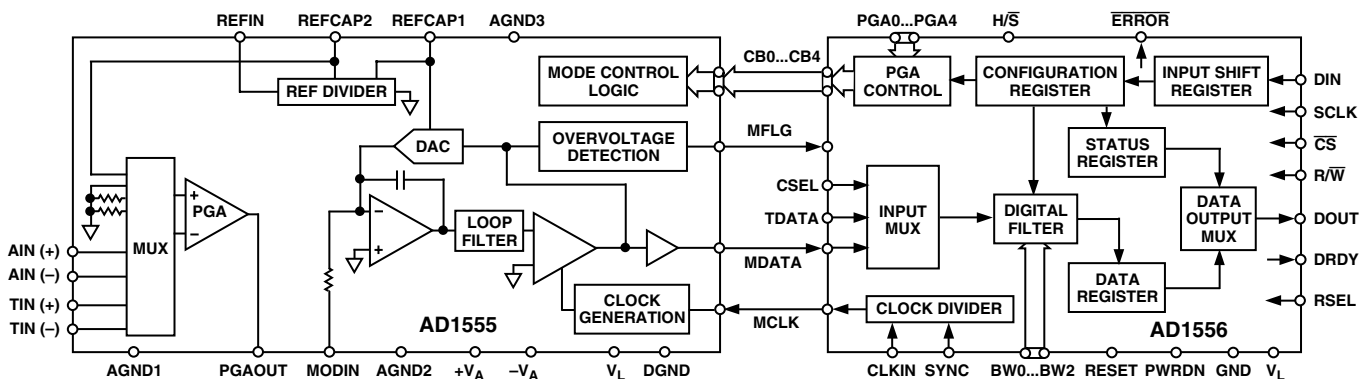 REFIN REFCAP2 REFCAP1 AGND3
PGA0...PGA4 H/S̅ E̅R̅R̅O̅R̅
CB0...CB4
REF DIVIDER
MODE CONTROL
LOGIC
PGA
CONTROL
CONFIGURATION
REGISTER
INPUT SHIFT
REGISTER
DIN
SCLK
C̅S̅
R/W̅
DOUT
DRDY
RSEL
DAC
OVERVOLTAGE
DETECTION
MFLG
STATUS
REGISTER
MUX
+
PGA
–
–
+
LOOP
FILTER
CSEL
TDATA
MDATA
INPUT
MUX
DIGITAL
FILTER
DATA
OUTPUT
MUX
DATA
REGISTER
AIN (+)
AIN (–)
TIN (+)
TIN (–)
CLOCK
GENERATION
MCLK
CLOCK DIVIDER
AD1555
AD1556
AGND1 PGAOUT MODIN AGND2 +VA –VA VL DGND
CLKIN SYNC BW0...BW2 RESET PWRDN GND VL